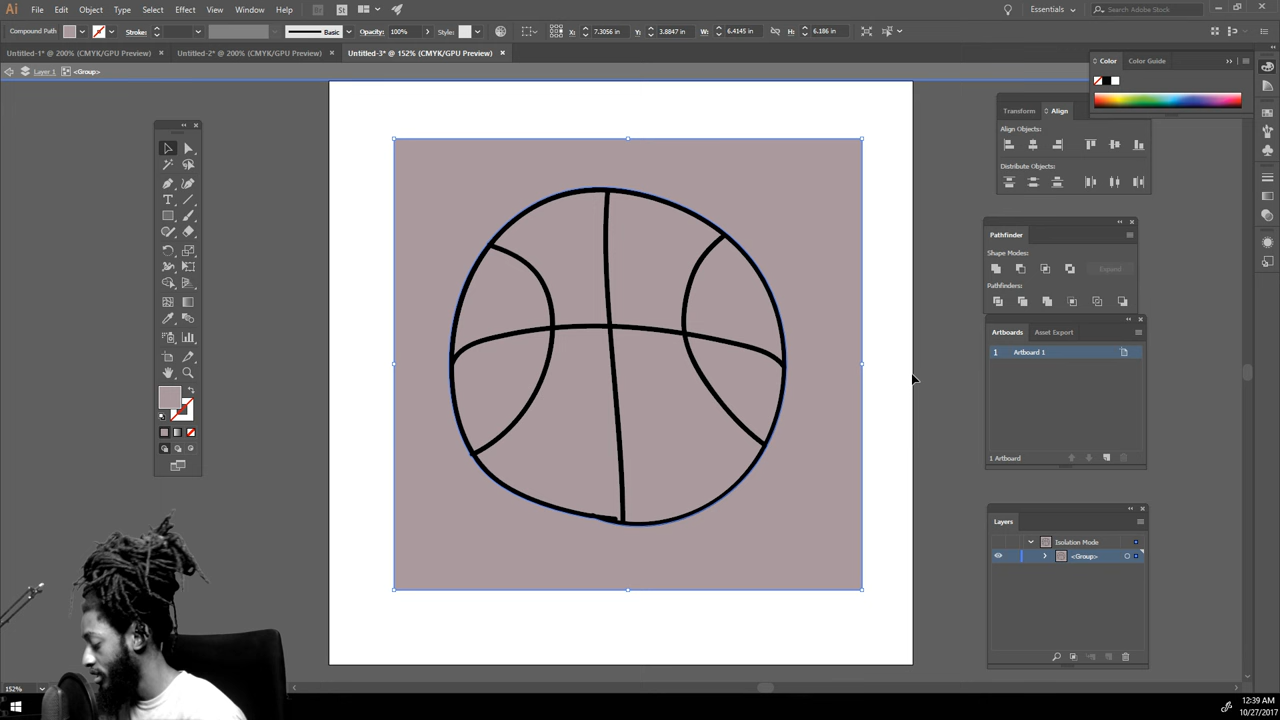 Ai File Edit Object Type Select Effect View Window Help Br St Essentials Search Adobe Stock
Compound Path Stroke: Basic Opacity: 100% Style: X: 7.3056 in Y: 3.8847 in W: 6.4145 in H: 6.186 in
Untitled-1* @ 200% (CMYK/GPU Preview) × Untitled-2* @ 200% (CMYK/GPU Preview) × Untitled-3* @ 152% (CMYK/GPU Preview) ×
Layer 1 <Group>
Color Color Guide
Transform Align
Align Objects:
Distribute Objects:
Pathfinder
Shape Modes:
Expand
Pathfinders:
Artboards Asset Export
1 Artboard 1
1 Artboard
Layers
Isolation Mode
<Group>
152%
12:39 AM
10/27/2017